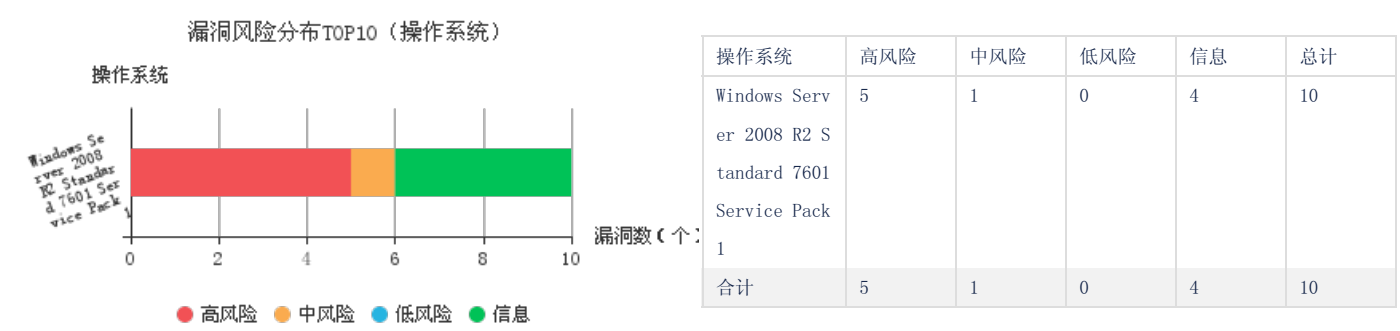 漏洞风险分布TOP10（操作系统）
操作系统
Windows Se
rver 2008
R2 Standar
d 7601 Ser
vice Pack
1
漏洞数(个)
0 2 4 6 8 10
高风险 中风险 低风险 信息
操作系统 高风险 中风险 低风险 信息 总计
Windows Serv 5 1 0 4 10
er 2008 R2 S
tandard 7601
Service Pack
1
合计 5 1 0 4 10